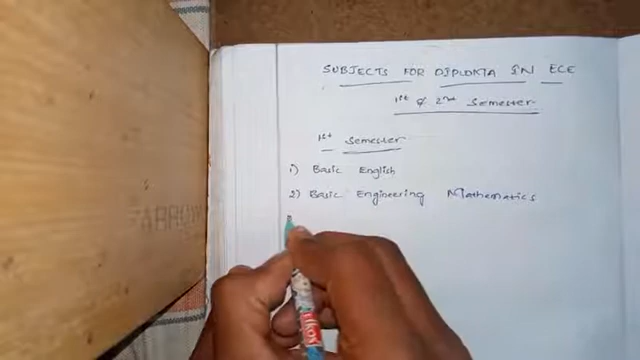 SUBJECTS FOR DIPLOMA IN ECE
1st & 2nd Semester
1st Semester
1) Basic English
2) Basic Engineering Mathematics